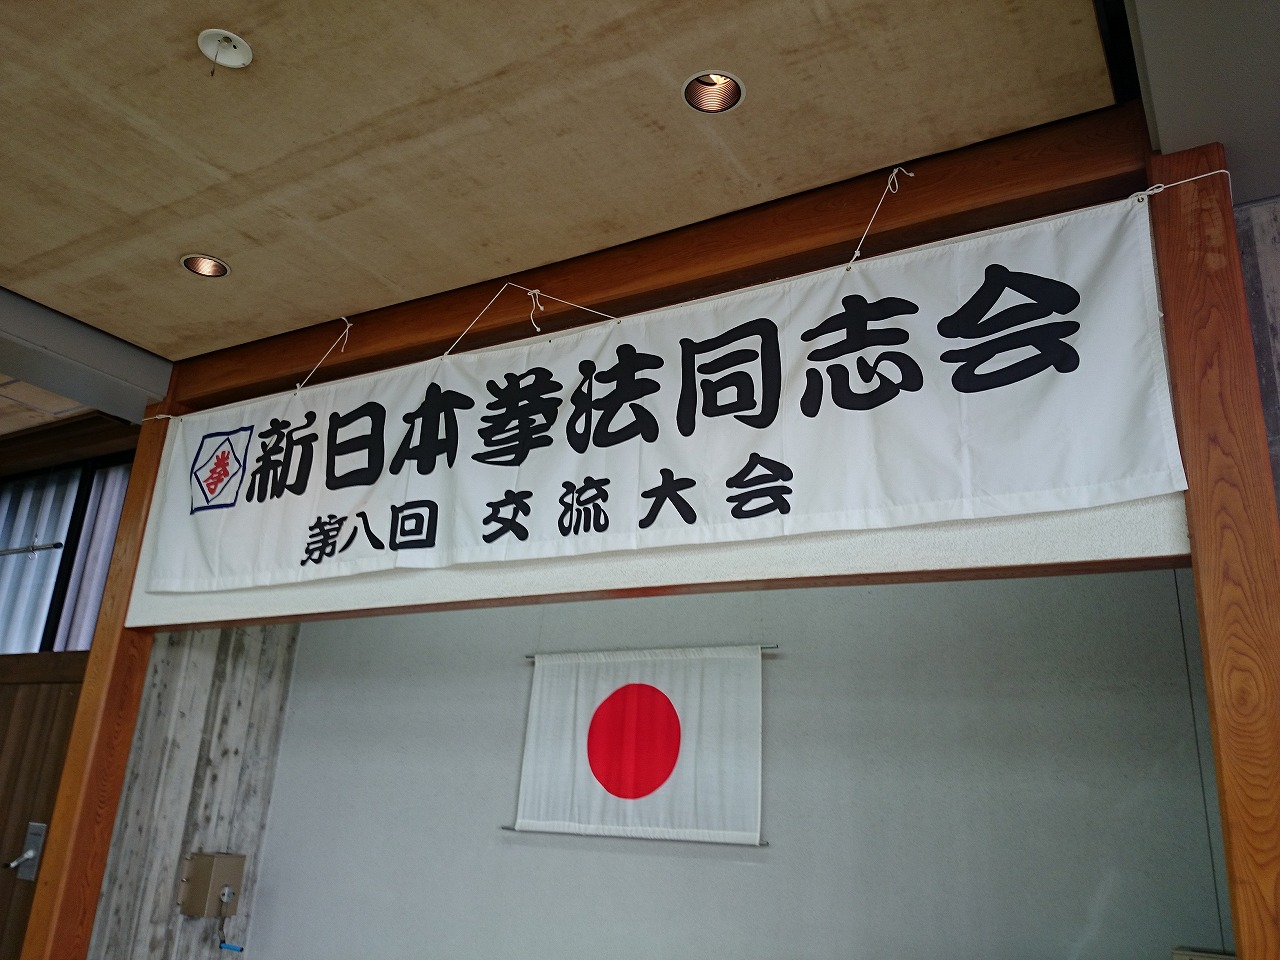 拳
新日本拳法同志会
第八回 交流大会